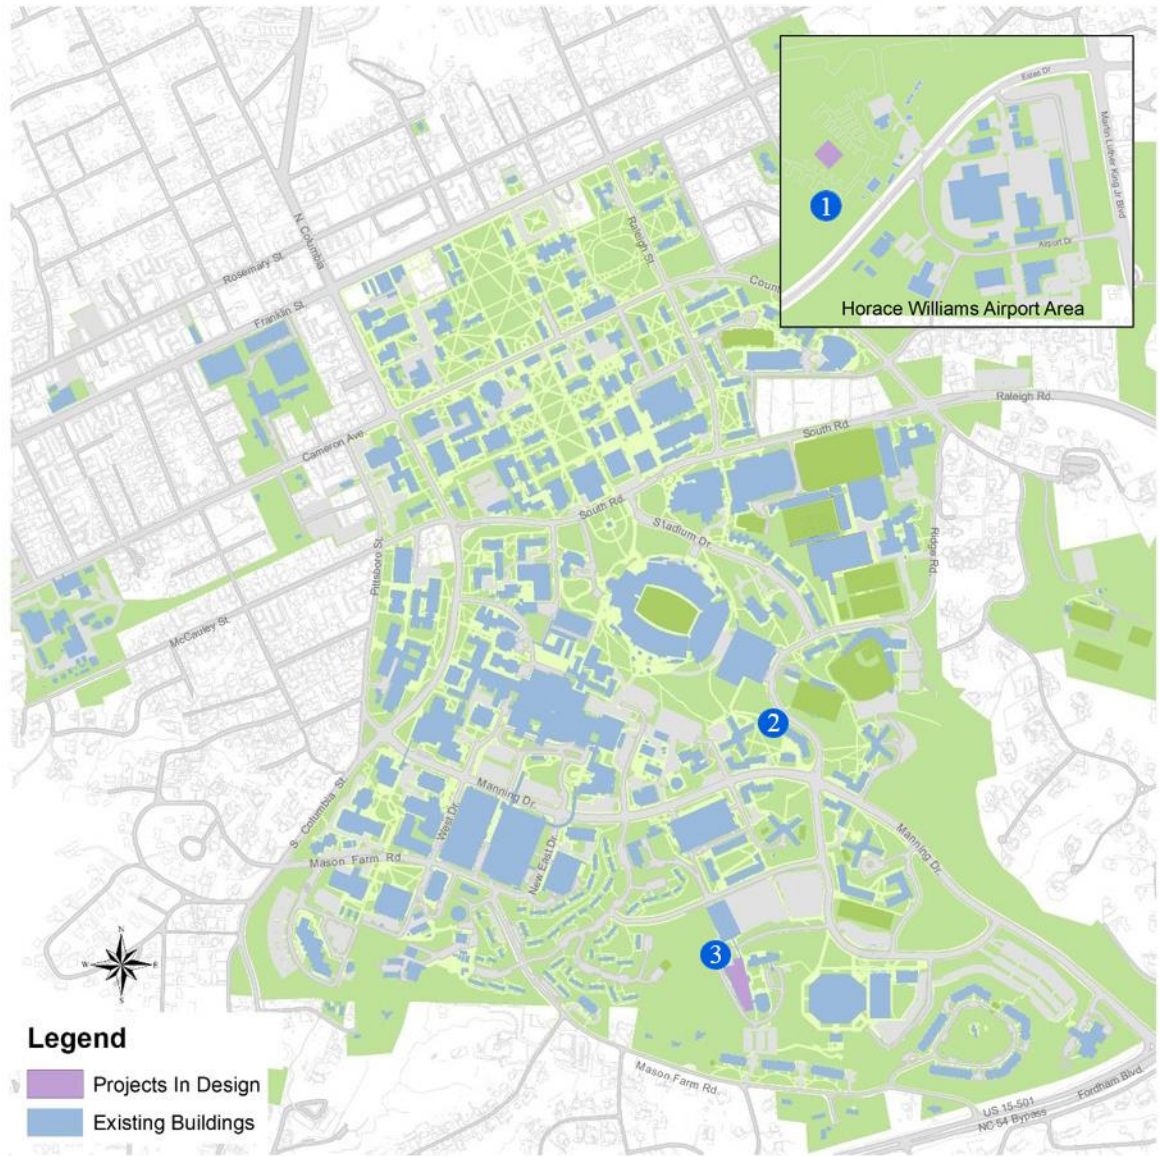 Estes Dr
Martin Luther King Jr Blvd
1
Airport Dr
Horace Williams Airport Area
N. Columbia
Rosemary St.
Raleigh St.
Franklin St.
Raleigh Rd.
South Rd.
Cameron Ave.
South Rd.
Stadium Dr.
Ridge Rd.
Pittsboro St.
McCauley St.
2
Manning Dr.
S. Columbia St.
West Dr.
Manning Dr.
New East Dr.
Mason Farm Rd.
3
N
W E
S
Legend
Projects In Design
Existing Buildings
Mason Farm Rd.
Fordham Blvd.
US 15-501
NC 54 Bypass